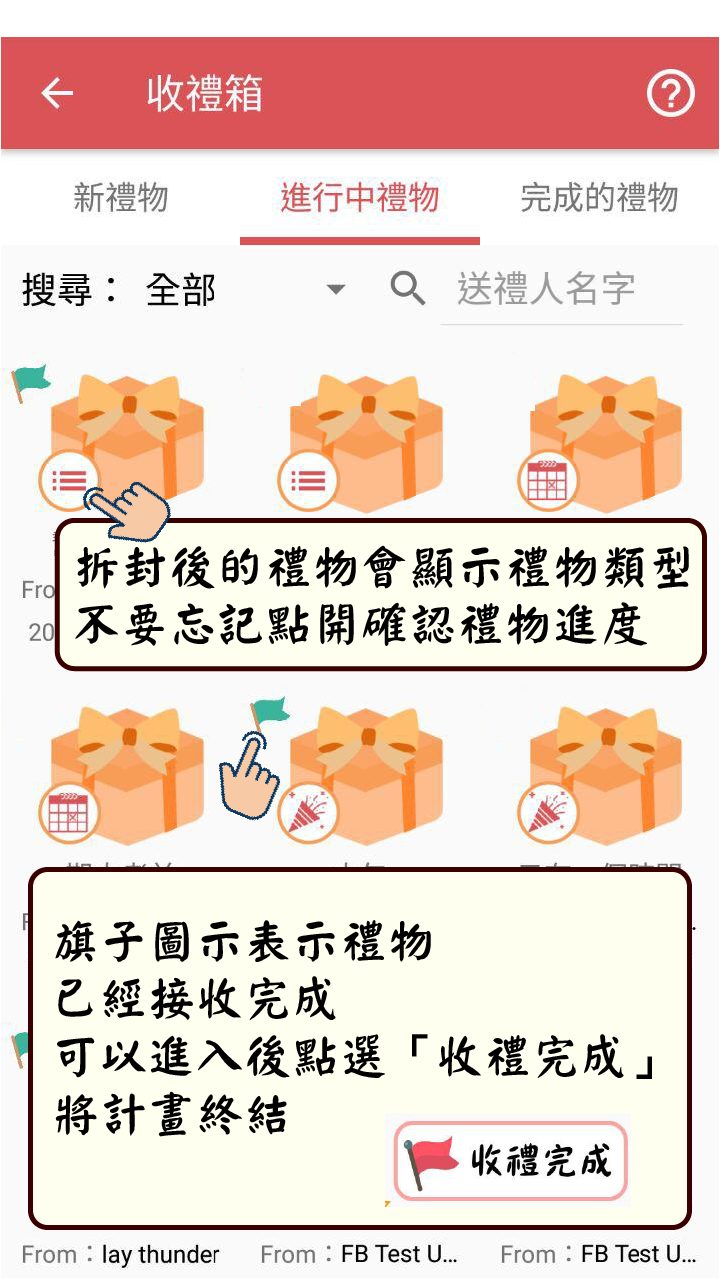 收禮箱
新禮物
進行中禮物
完成的禮物
搜尋： 全部
送禮人名字
拆封後的禮物會顯示禮物類型
不要忘記點開確認禮物進度
Fro
20
旗子圖示表示禮物
已經接收完成
可以進入後點選「收禮完成」
將計畫終結
收禮完成
From：lay thunder
From：FB Test U...
From：FB Test U...